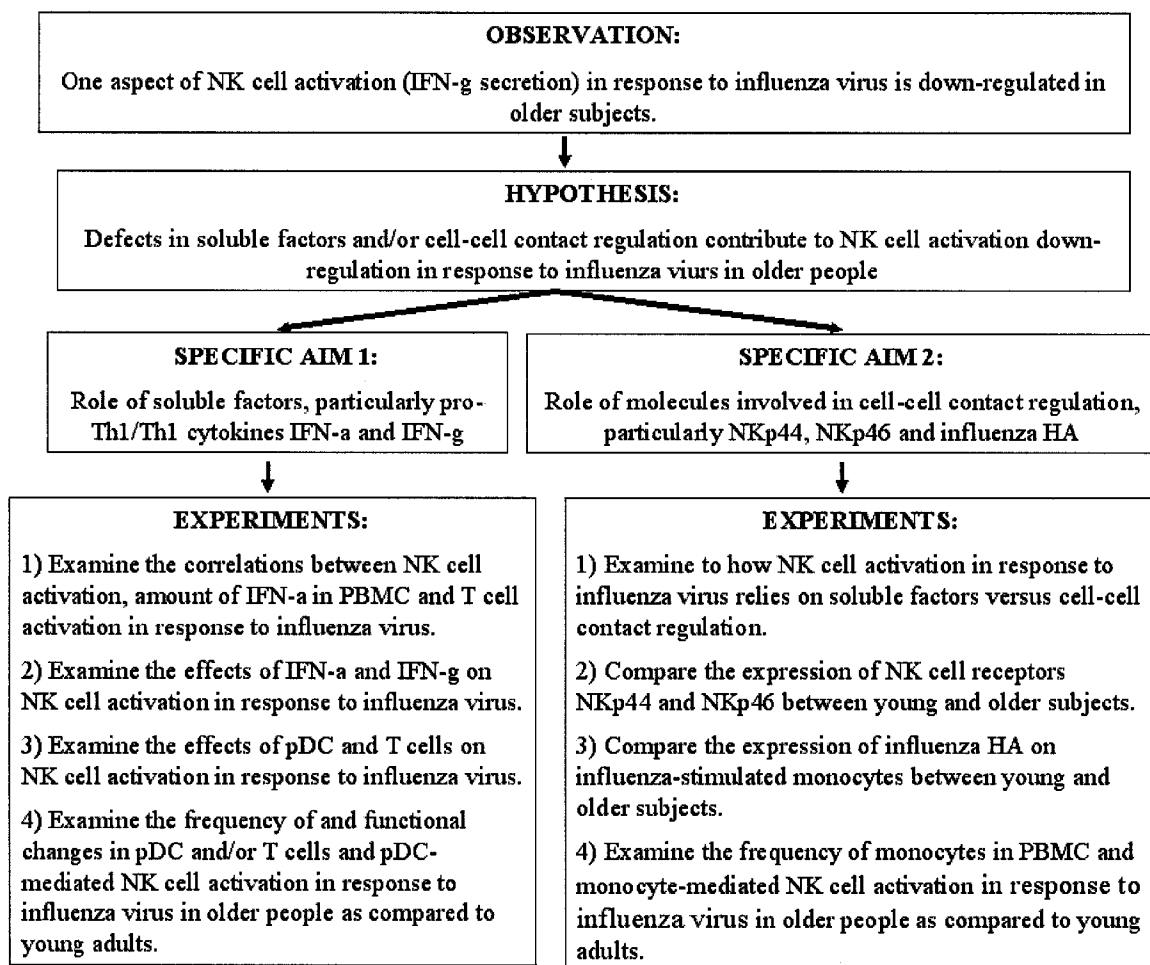 OBSERVATION:
One aspect of NK cell activation (IFN-g secretion) in response to influenza virus is down-regulated in
older subjects.
HYPOTHESIS:
Defects in soluble factors and/or cell-cell contact regulation contribute to NK cell activation down-
regulation in response to influenza viurs in older people
SPECIFIC AIM 1:
Role of soluble factors, particularly pro-
Th1/Th1 cytokines IFN-a and IFN-g
SPECIFIC AIM 2:
Role of molecules involved in cell-cell contact regulation,
particularly NKp44, NKp46 and influenza HA
EXPERIMENTS:
1) Examine the correlations between NK cell
activation, amount of IFN-a in PBMC and T cell
activation in response to influenza virus.
2) Examine the effects of IFN-a and IFN-g on
NK cell activation in response to influenza virus.
3) Examine the effects of pDC and T cells on
NK cell activation in response to influenza virus.
4) Examine the frequency of and functional
changes in pDC and/or T cells and pDC-
mediated NK cell activation in response to
influenza virus in older people as compared to
young adults.
EXPERIMENTS:
1) Examine to how NK cell activation in response to
influenza virus relies on soluble factors versus cell-cell
contact regulation.
2) Compare the expression of NK cell receptors
NKp44 and NKp46 between young and older subjects.
3) Compare the expression of influenza HA on
influenza-stimulated monocytes between young and
older subjects.
4) Examine the frequency of monocytes in PBMC and
monocyte-mediated NK cell activation in response to
influenza virus in older people as compared to young
adults.